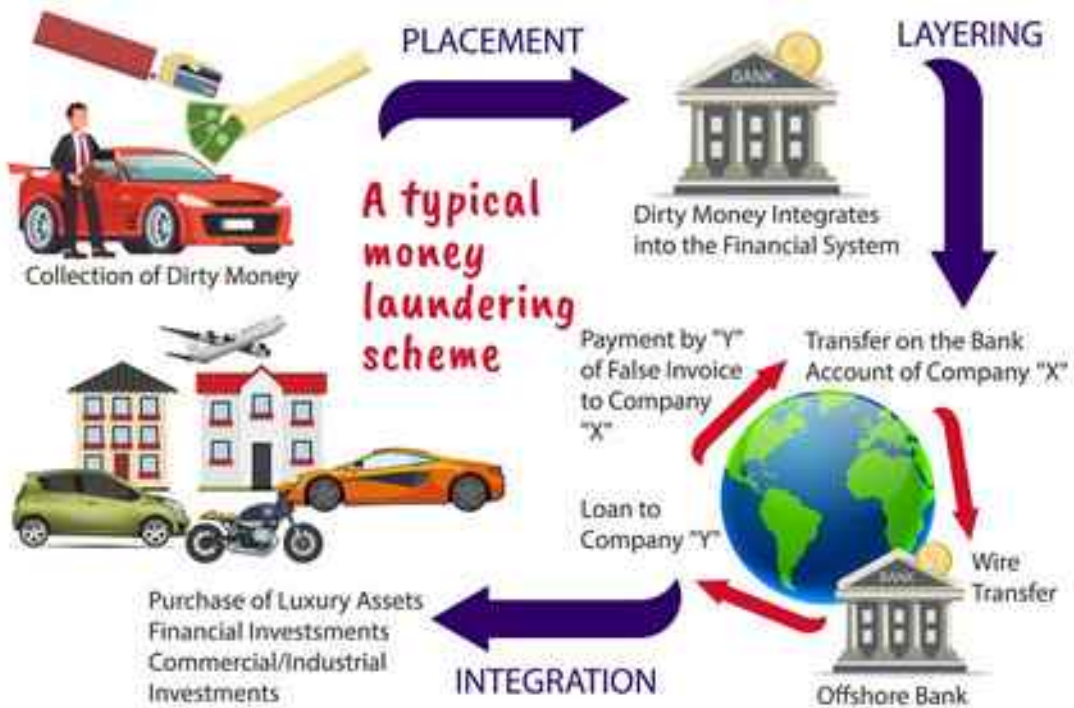 PLACEMENT
LAYERING
BANK
Dirty Money Integrates
into the Financial System
Collection of Dirty Money
A typical
money
laundering
scheme
Payment by "Y"
of False Invoice
to Company
"X"
Transfer on the Bank
Account of Company "X"
Loan to
Company "Y"
Wire
Transfer
BANK
Offshore Bank
Purchase of Luxury Assets
Financial Investsments
Commercial/Industrial
Investments
INTEGRATION